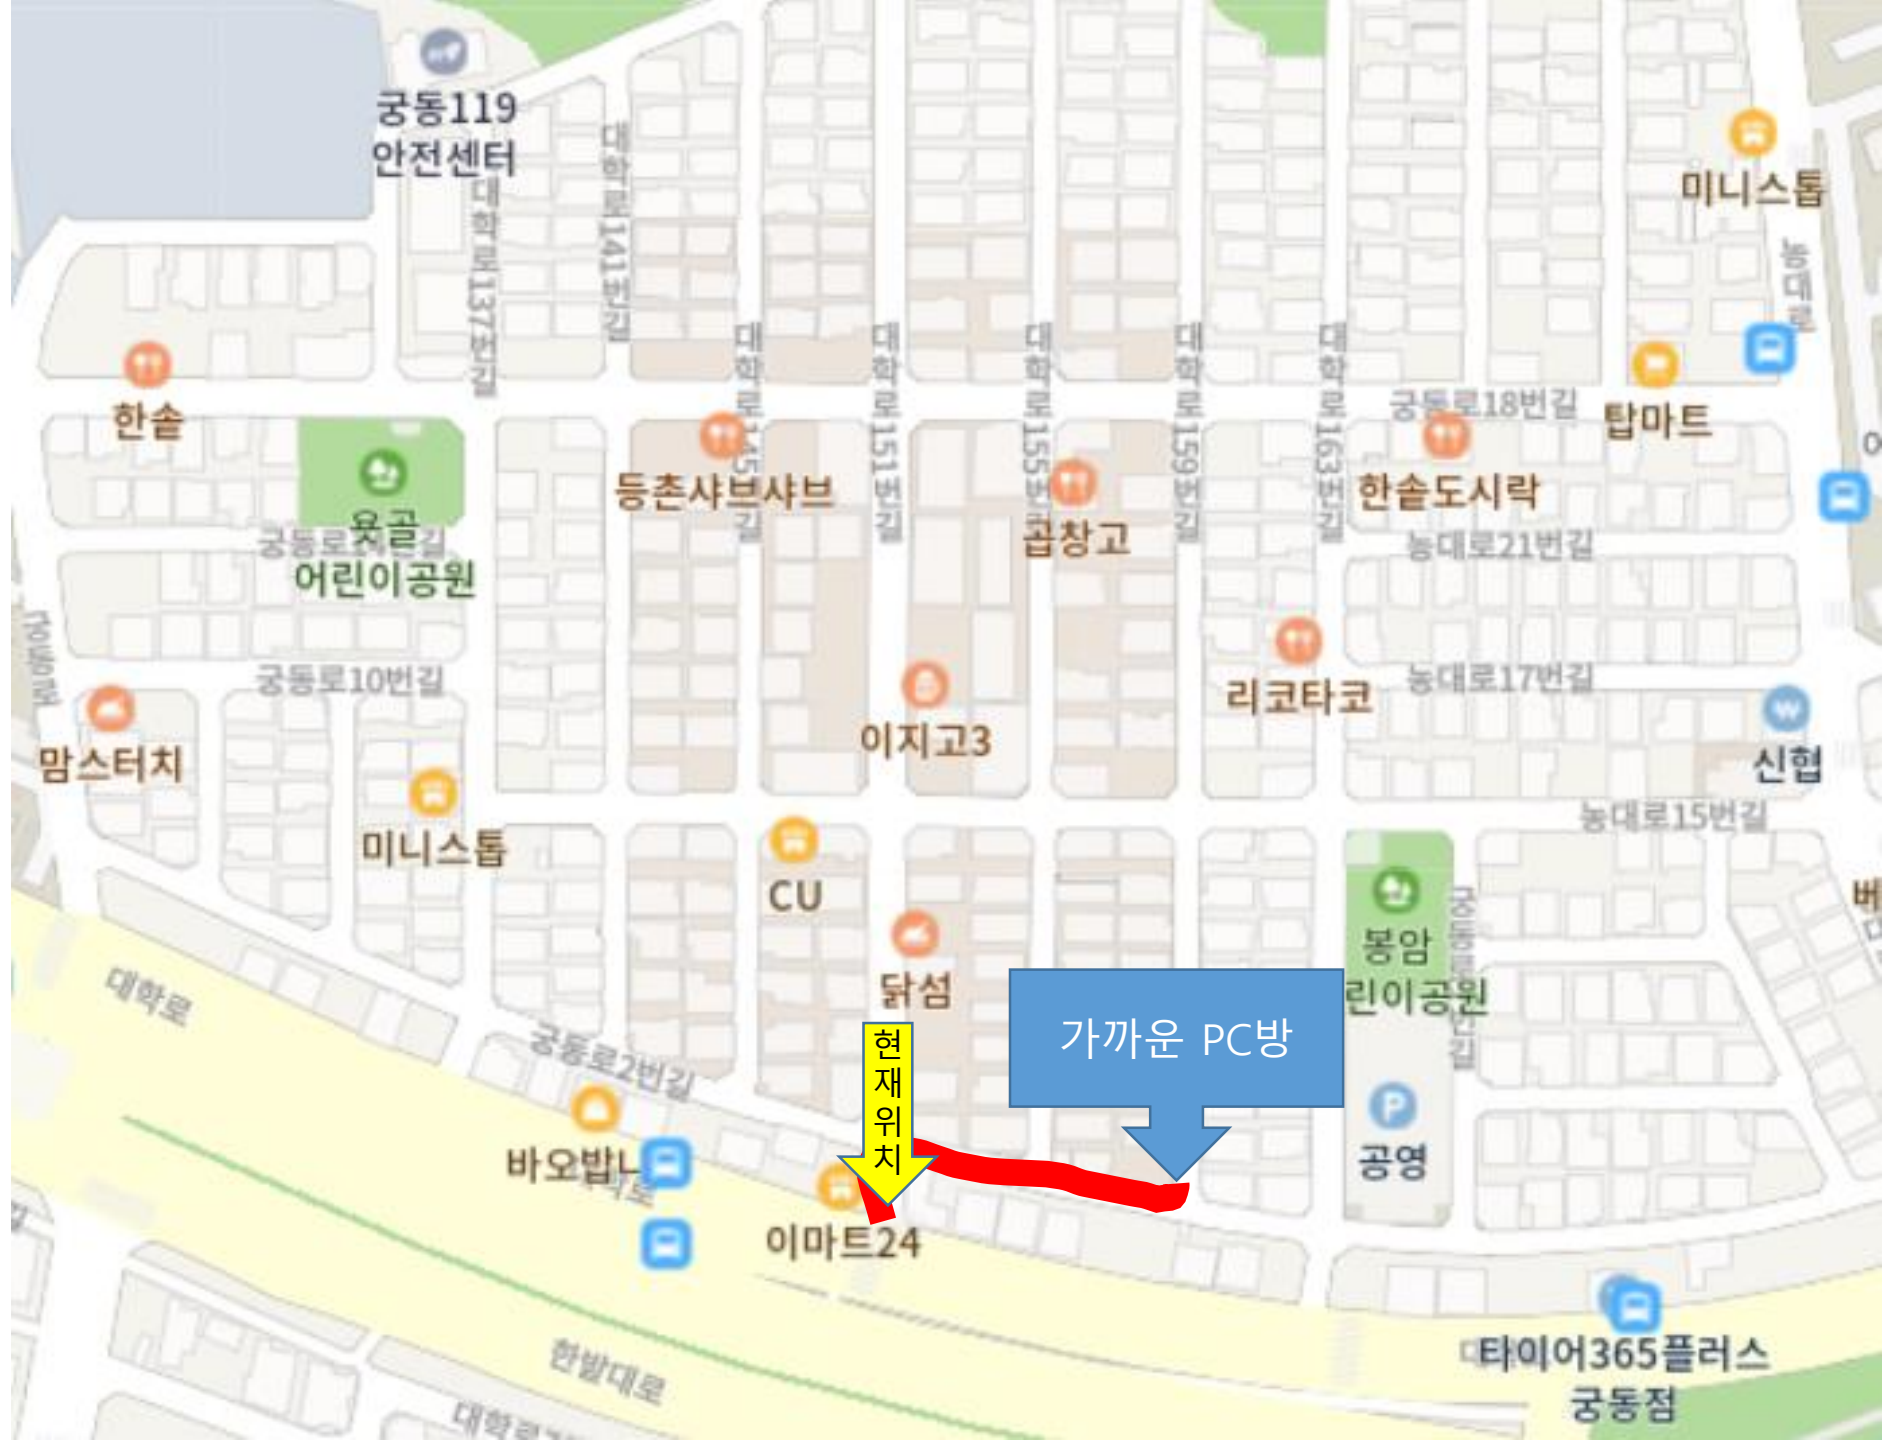 궁동119
안전센터
대학로137번길
대학로141번길
미니스톱
농대로
대학로145번길
대학로151번길
대학로155번길
대학로159번길
대학로163번길
한솥
궁동로18번길
탑마트
등촌샤브샤브
한솥도시락
곱창고
욧골
어린이공원
농대로21번길
궁동로10번길
리코타코
농대로17번길
맘스터치
이지고3
신협
미니스톱
농대로15번길
CU
봉암
린이공원
닭섬
대학로
가까운 PC방
현
재
위
치
궁동로2번길
바오밥나
공영
이마트24
타이어365플러스
궁동점
한밭대로